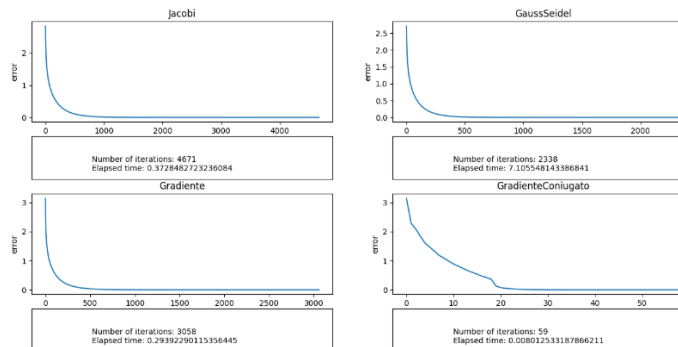 Jacobi
error
2
1
0
0 1000 2000 3000 4000
Number of iterations: 4671
Elapsed time: 0.3728482723236084
GaussSeidel
error
2.5
2.0
1.5
1.0
0.5
0.0
0 500 1000 1500 2000
Number of iterations: 2338
Elapsed time: 7.105548143386841
Gradiente
error
3
2
1
0
0 500 1000 1500 2000 2500 3000
Number of iterations: 3058
Elapsed time: 0.29392290115356445
GradienteConiugato
error
3
2
1
0
0 10 20 30 40 50
Number of iterations: 59
Elapsed time: 0.008012533187866211